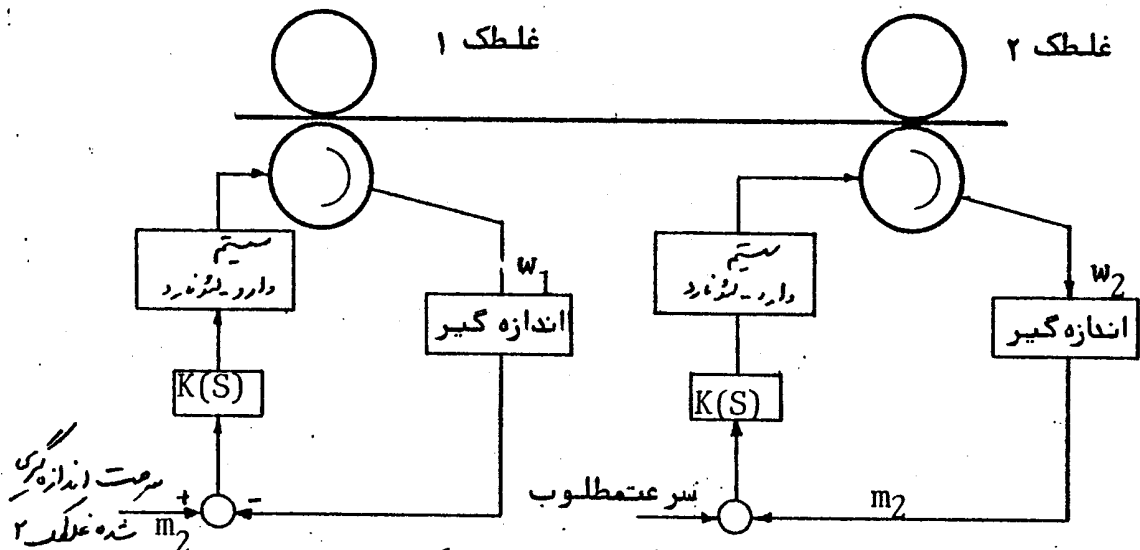 غلطک ۱
غلطک ۲
سیستم
وارد-لئونارد
سیستم
وارد-لئونارد
w1
w2
اندازه گیر
اندازه گیر
K(S)
K(S)
سرعت اندازه گیری
شده غلطک ۲
m2
+
-
سرعت مطلوب
m2